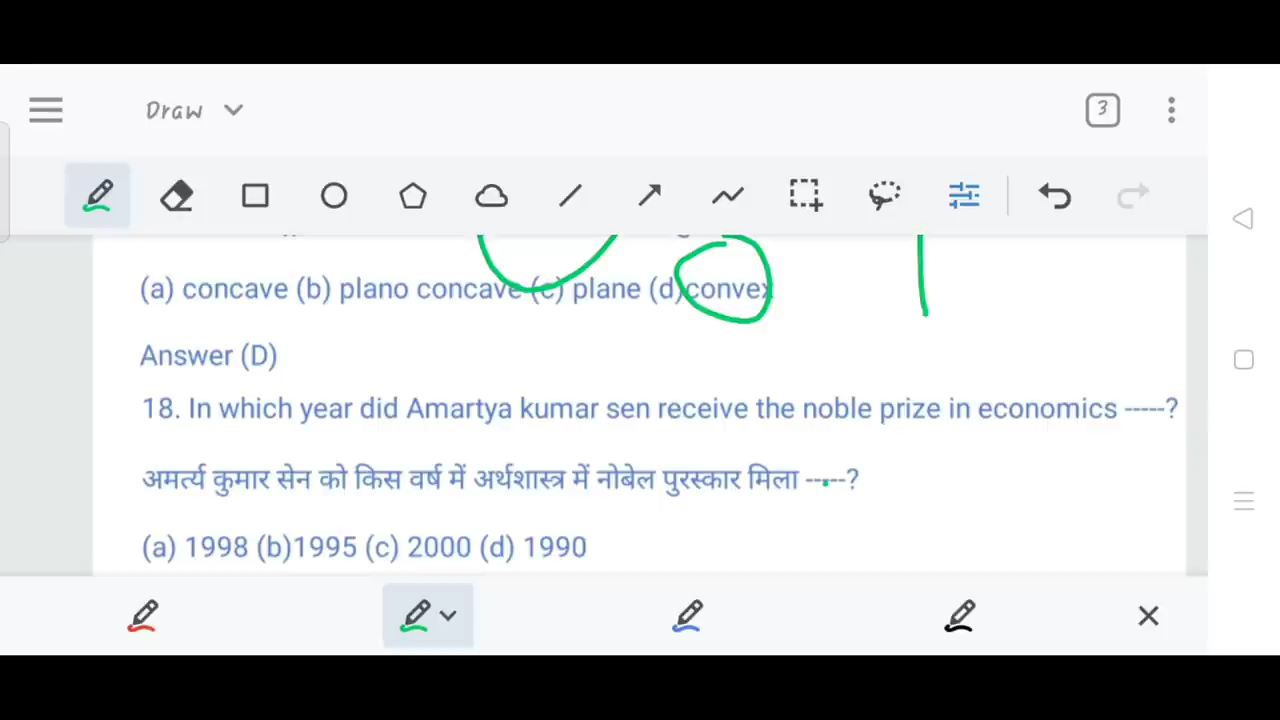 Draw
3
(a) concave (b) plano concave (c) plane (d)convex
Answer (D)
18. In which year did Amartya kumar sen receive the noble prize in economics -----?
अमर्त्य कुमार सेन को किस वर्ष में अर्थशास्त्र में नोबेल पुरस्कार मिला -----?
(a) 1998 (b)1995 (c) 2000 (d) 1990